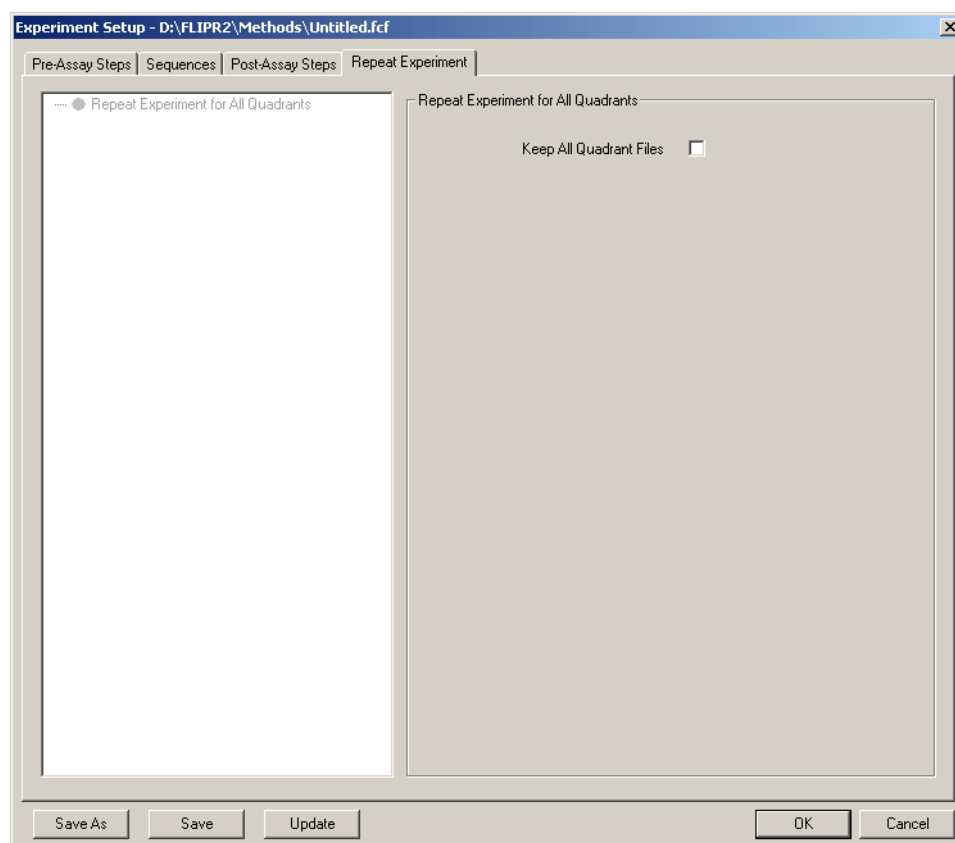 Experiment Setup - D:\FLIPR2\Methods\Untitled.fcf
Pre-Assay Steps Sequences Post-Assay Steps Repeat Experiment
Repeat Experiment for All Quadrants
Repeat Experiment for All Quadrants
Keep All Quadrant Files
Save As Save Update OK Cancel